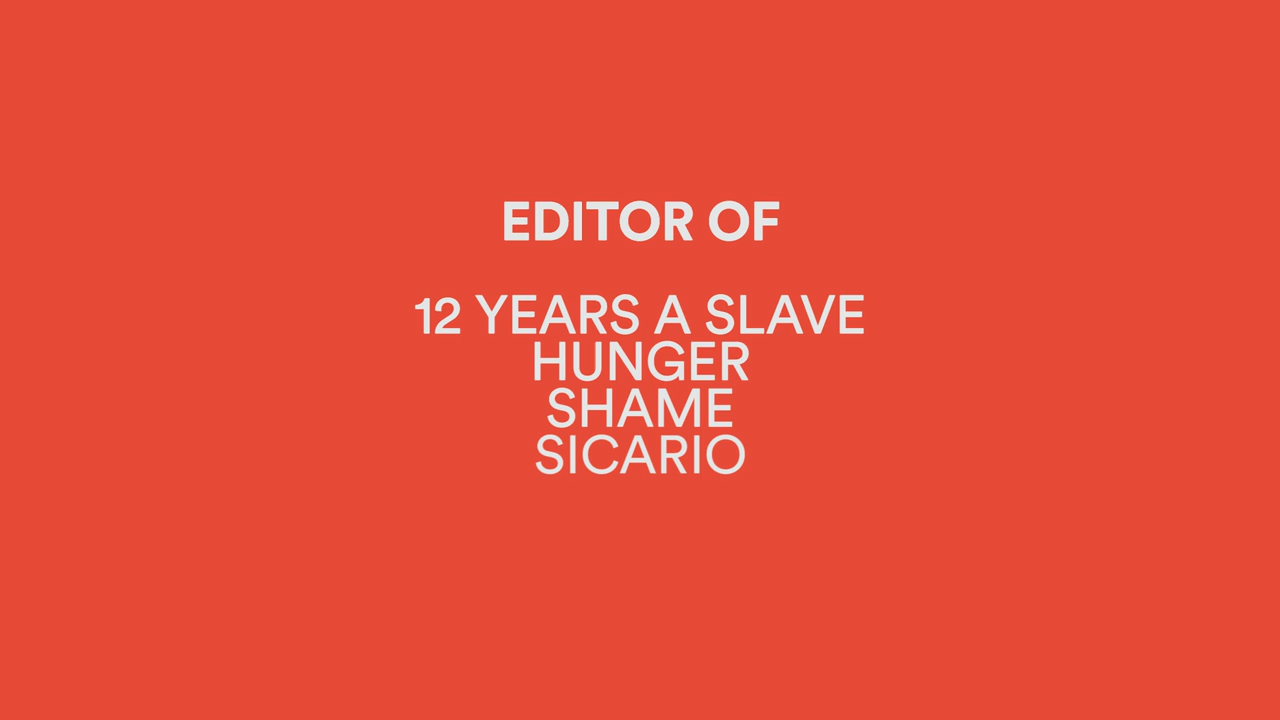 EDITOR OF
12 YEARS A SLAVE
HUNGER
SHAME
SICARIO